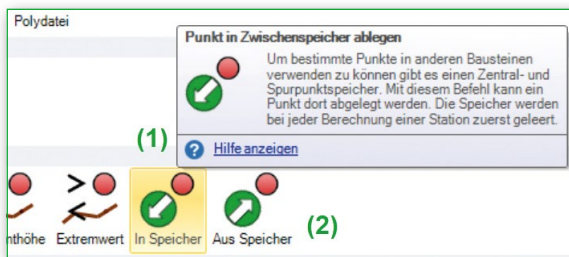 Polydatei
Punkt in Zwischenspeicher ablegen
Um bestimmte Punkte in anderen Bausteinen
verwenden zu können gibt es einen Zentral- und
Spurpunktspeicher. Mit diesem Befehl kann ein
Punkt dort abgelegt werden. Die Speicher werden
bei jeder Berechnung einer Station zuerst geleert.
(1)
Hilfe anzeigen
nthöhe Extremwert In Speicher Aus Speicher (2)